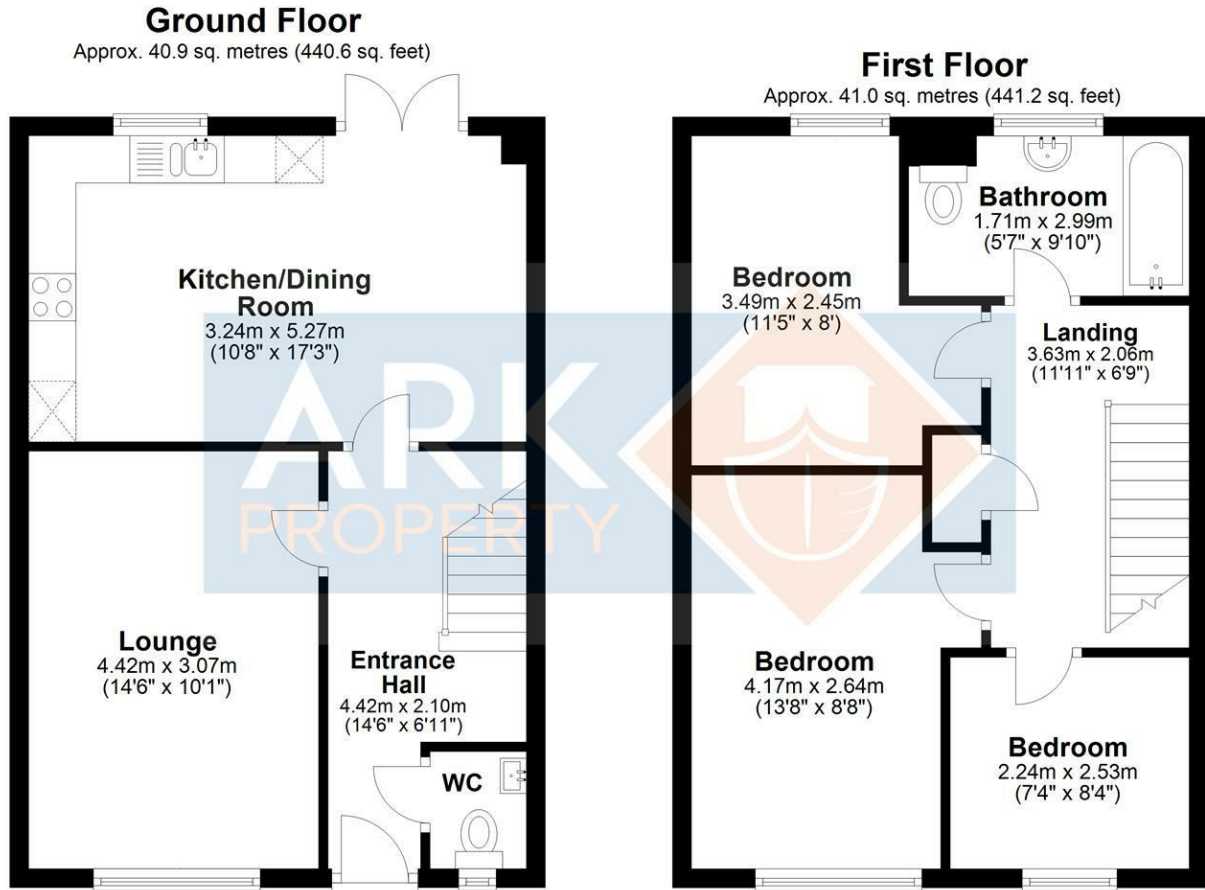 Ground Floor
Approx. 40.9 sq. metres (440.6 sq. feet)
Kitchen/Dining
Room
3.24m x 5.27m
(10'8" x 17'3")
Lounge
4.42m x 3.07m
(14'6" x 10'1")
Entrance
Hall
4.42m x 2.10m
(14'6" x 6'11")
WC
First Floor
Approx. 41.0 sq. metres (441.2 sq. feet)
Bedroom
3.49m x 2.45m
(11'5" x 8')
Bathroom
1.71m x 2.99m
(5'7" x 9'10")
Landing
3.63m x 2.06m
(11'11" x 6'9")
Bedroom
4.17m x 2.64m
(13'8" x 8'8")
Bedroom
2.24m x 2.53m
(7'4" x 8'4")
ARK
PROPERTY